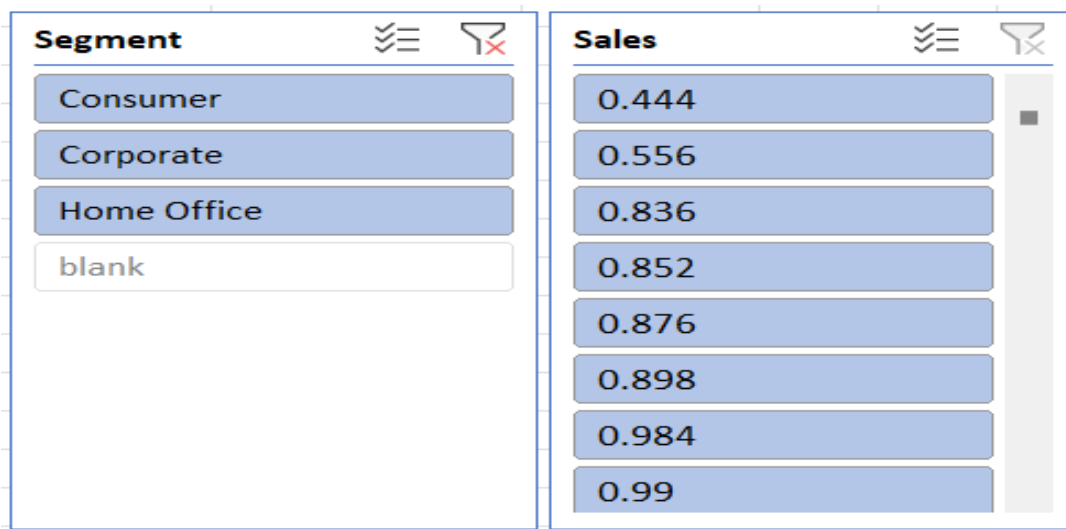 Segment
Consumer
Corporate
Home Office
blank
Sales
0.444
0.556
0.836
0.852
0.876
0.898
0.984
0.99